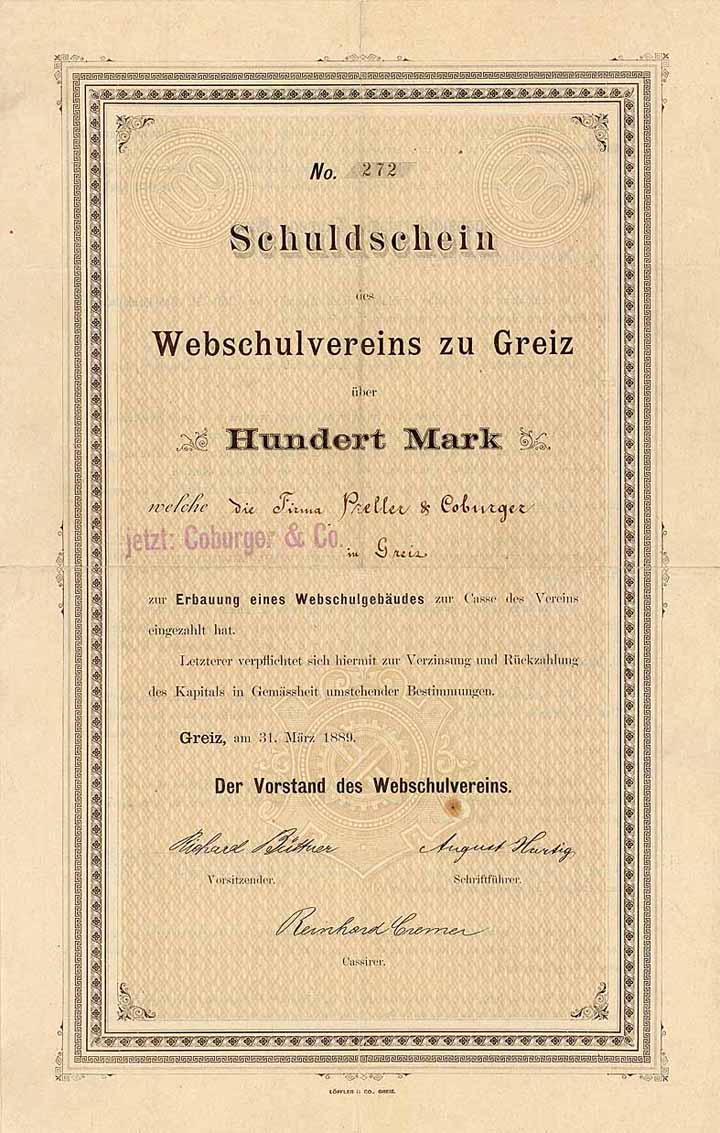 No. 272
Schuldschein
des
Webschulvereins zu Greiz
über
Hundert Mark
welche die Firma Preller & Coburger
jetzt: Coburger & Co. in Greiz
zur Erbauung eines Webschulgebäudes zur Casse des Vereins
eingezahlt hat.
Letzterer verpflichtet sich hiermit zur Verzinsung und Rückzahlung
des Kapitals in Gemässheit umstehender Bestimmungen.
Greiz, am 31. März 1889.
Der Vorstand des Webschulvereins.
Richard Büttner August Hartig
Vorsitzender. Schriftführer.
Reinhard Cremer
Cassirer.
LÖFFLER & CO., GREIZ.